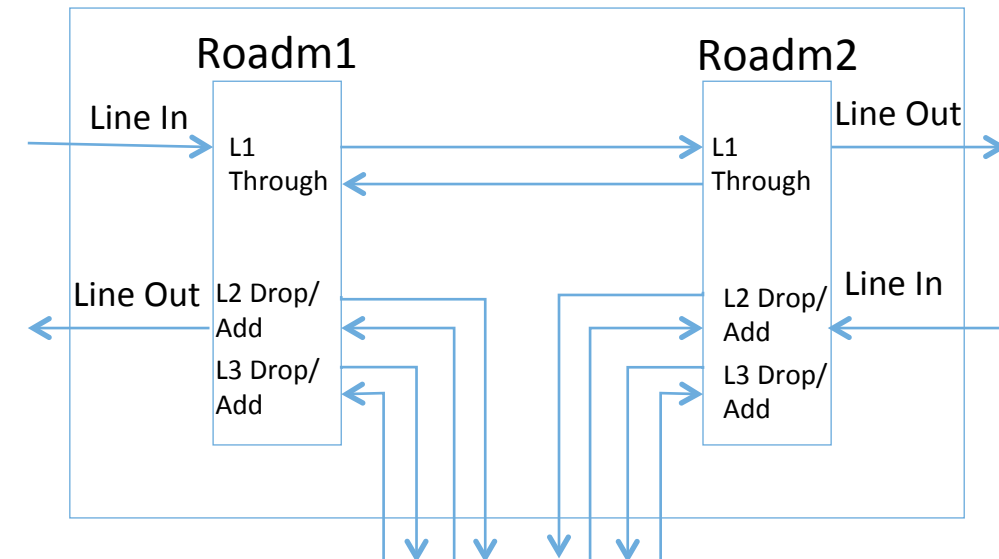 Roadm1
Roadm2
Line In
Line Out
L1
Through
L1
Through
Line Out
L2 Drop/
Add
L3 Drop/
Add
L2 Drop/
Add
L3 Drop/
Add
Line In